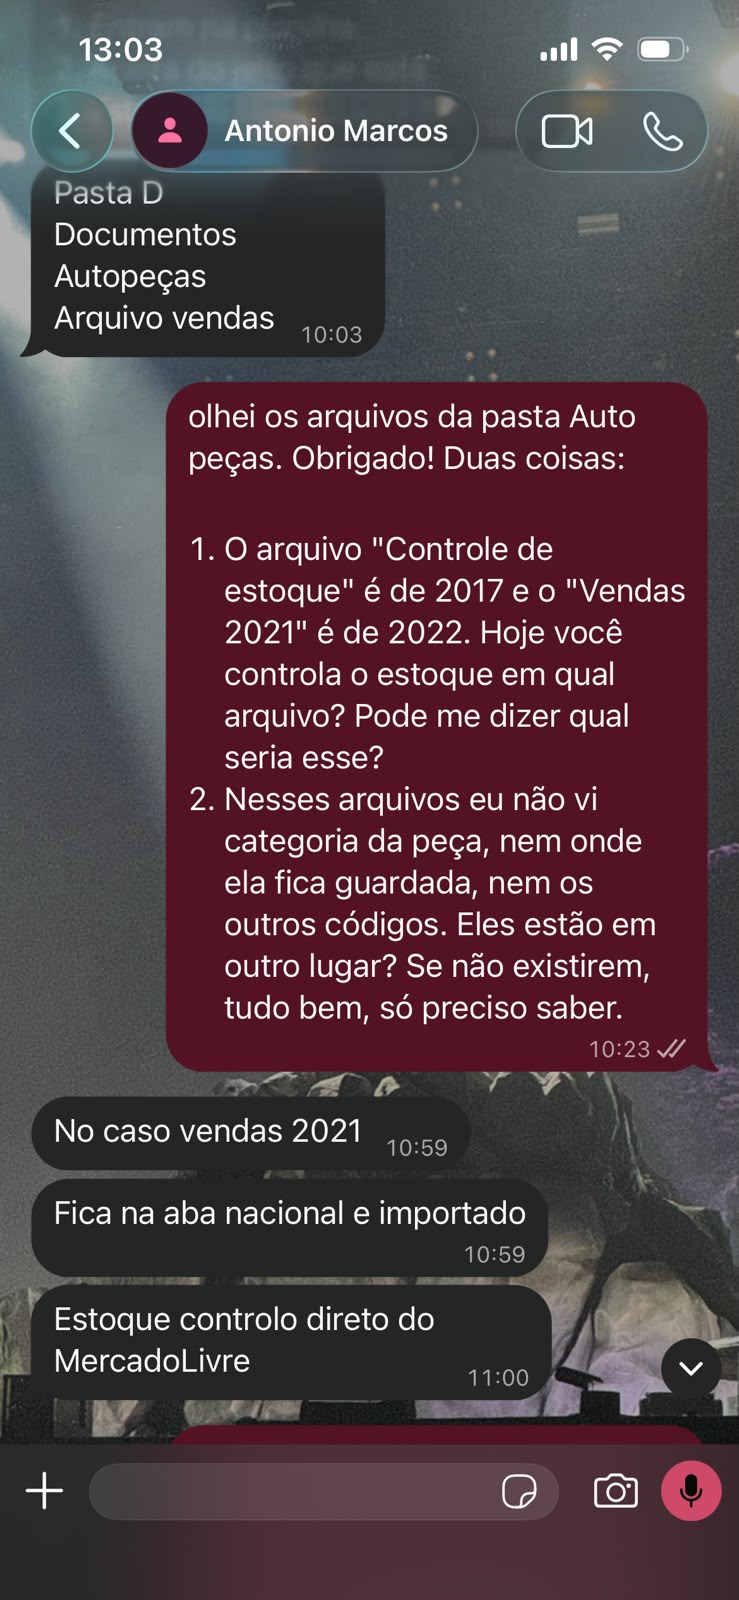 13:03
Antonio Marcos
Pasta D
Documentos
Autopeças
Arquivo vendas
10:03
olhei os arquivos da pasta Auto
peças. Obrigado! Duas coisas:
1. O arquivo "Controle de
estoque" é de 2017 e o "Vendas
2021" é de 2022. Hoje você
controla o estoque em qual
arquivo? Pode me dizer qual
seria esse?
2. Nesses arquivos eu não vi
categoria da peça, nem onde
ela fica guardada, nem os
outros códigos. Eles estão em
outro lugar? Se não existirem,
tudo bem, só preciso saber.
10:23
No caso vendas 2021
10:59
Fica na aba nacional e importado
10:59
Estoque controlo direto do
MercadoLivre
11:00